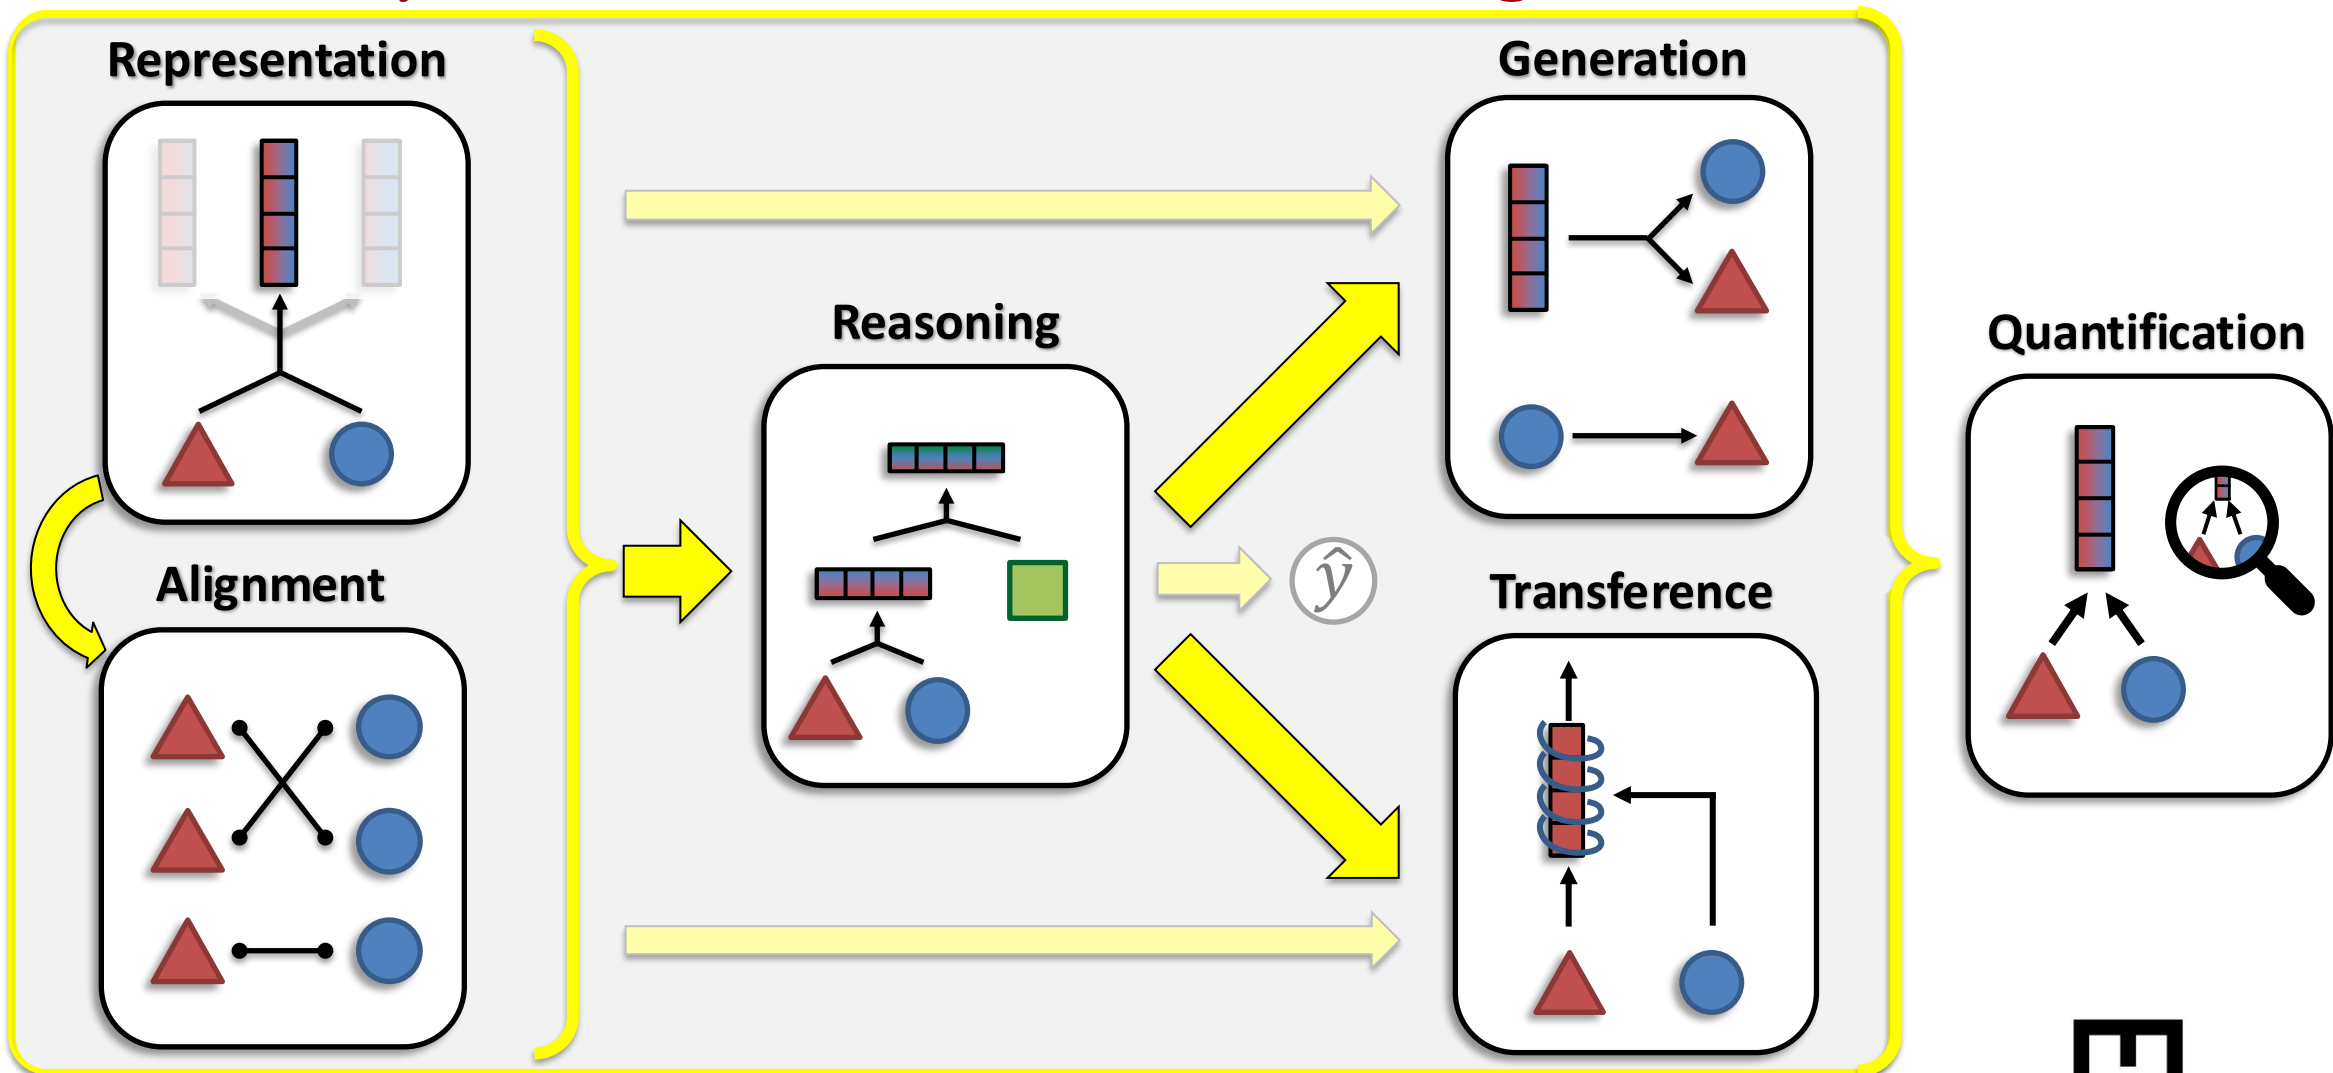 Representation
Generation
Reasoning
Quantification
Alignment
ŷ
Transference
E